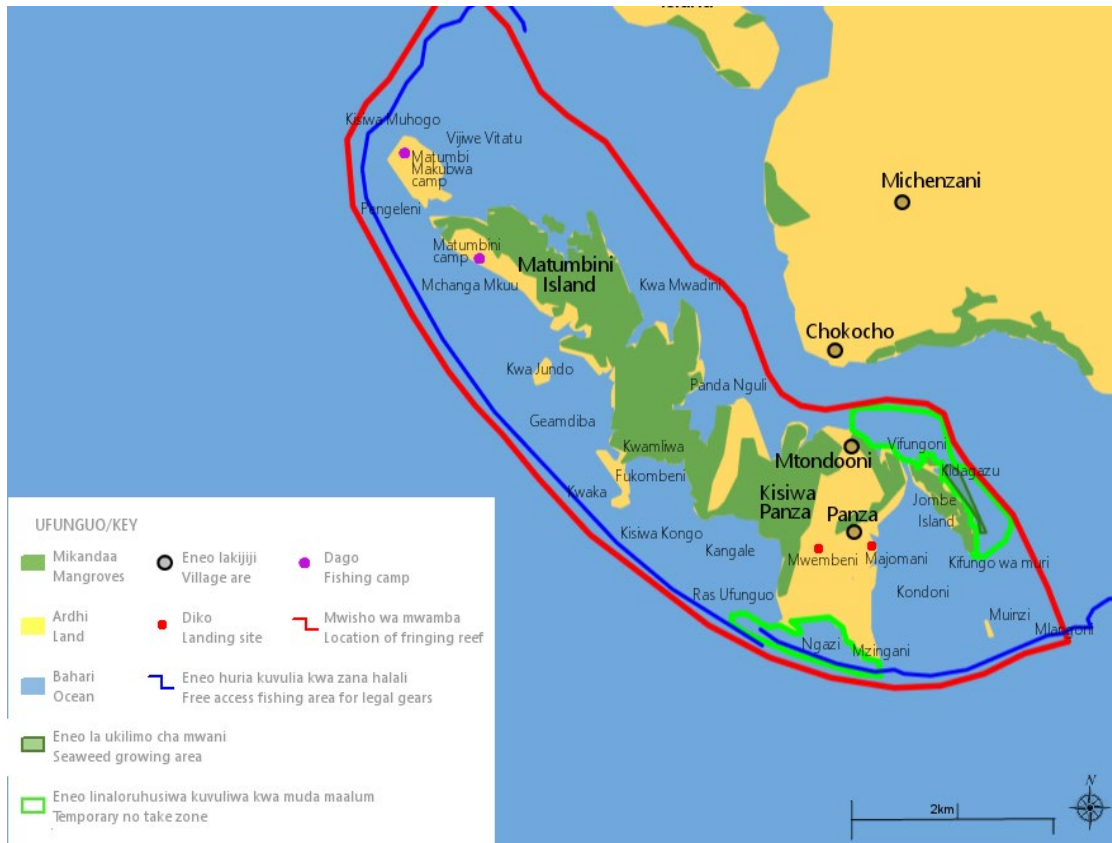 Island
Kisiwa Muhogo
Vijiwe Vitatu
Matumbi
Makubwa
camp
Michenzani
Pengeleni
Matumbini
camp
Matumbini
Island
Mchanga Mkuu
Kwa Mwadini
Chokocho
Kwa Jundo
Panda Nguli
Geamdiba
Vifungoni
Kwamliwa
Mtondooni
Kidagazu
Fukombeni
Kwaka
Kisiwa
Panza
Jombe
Island
Panza
Kisiwa Kongo
Kangale
Mwembeni
Majomani
Kifungo wa muri
Ras Ufunguo
Kondoni
Muinzi
Mlangoni
Ngazi
Mzingani
UFUNGUO/KEY
Mikandaa
Mangroves
Eneo lakijiji
Village are
Dago
Fishing camp
Ardhi
Land
Diko
Landing site
Mwisho wa mwamba
Location of fringing reef
Bahari
Ocean
Eneo huria kuvulia kwa zana halali
Free access fishing area for legal gears
Eneo la ukilimo cha mwani
Seaweed growing area
Eneo linaloruhusiwa kuvuliwa kwa muda maalum
Temporary no take zone
N
2km